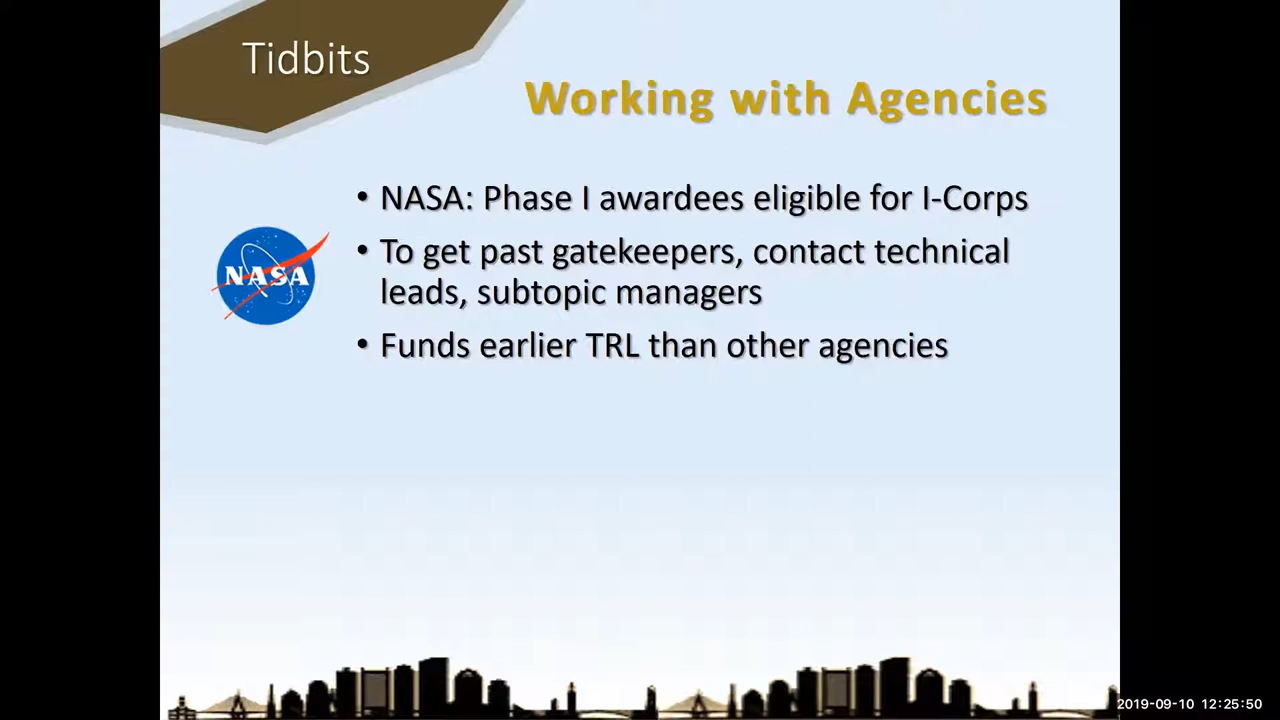 Tidbits
Working with Agencies
• NASA: Phase I awardees eligible for I-Corps
• To get past gatekeepers, contact technical
leads, subtopic managers
• Funds earlier TRL than other agencies
NASA
2019-09-10 12:25:50